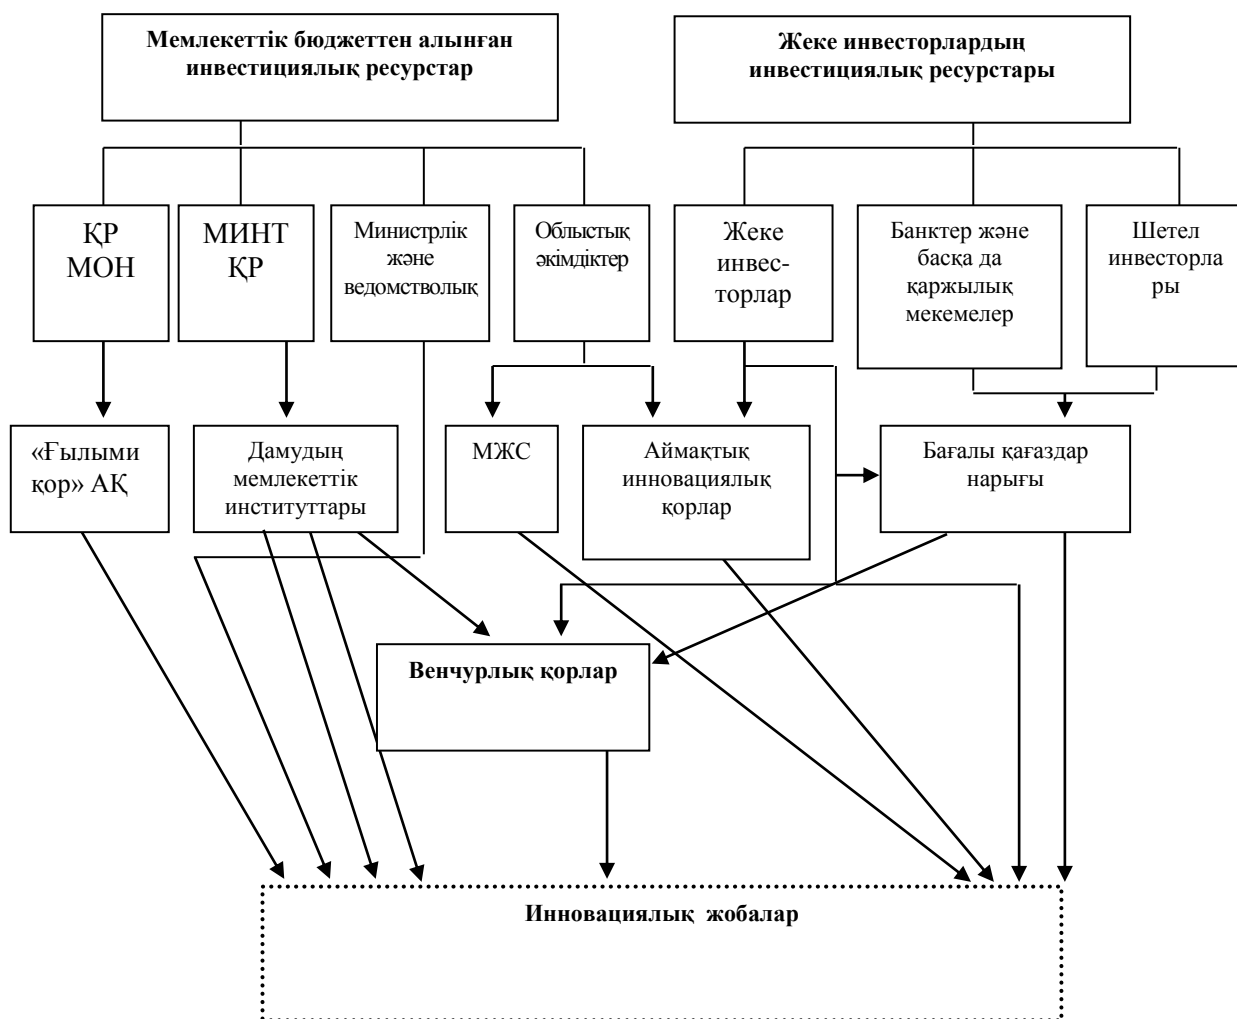 Мемлекеттік бюджеттен алынған
инвестициялық ресурстар
Жеке инвесторлардың
инвестициялық ресурстары
ҚР
МОН
МИНТ
ҚР
Министрлік
және
ведомстволық
Облыстық
әкімдіктер
Жеке
инвес-
торлар
Банктер және
басқа да
қаржылық
мекемелер
Шетел
инвесторла
ры
«Ғылыми
қор» АҚ
Дамудың
мемлекеттік
институттары
МЖС
Аймақтық
инновациялық
қорлар
Бағалы қағаздар
нарығы
Венчурлық қорлар
Инновациялық жобалар